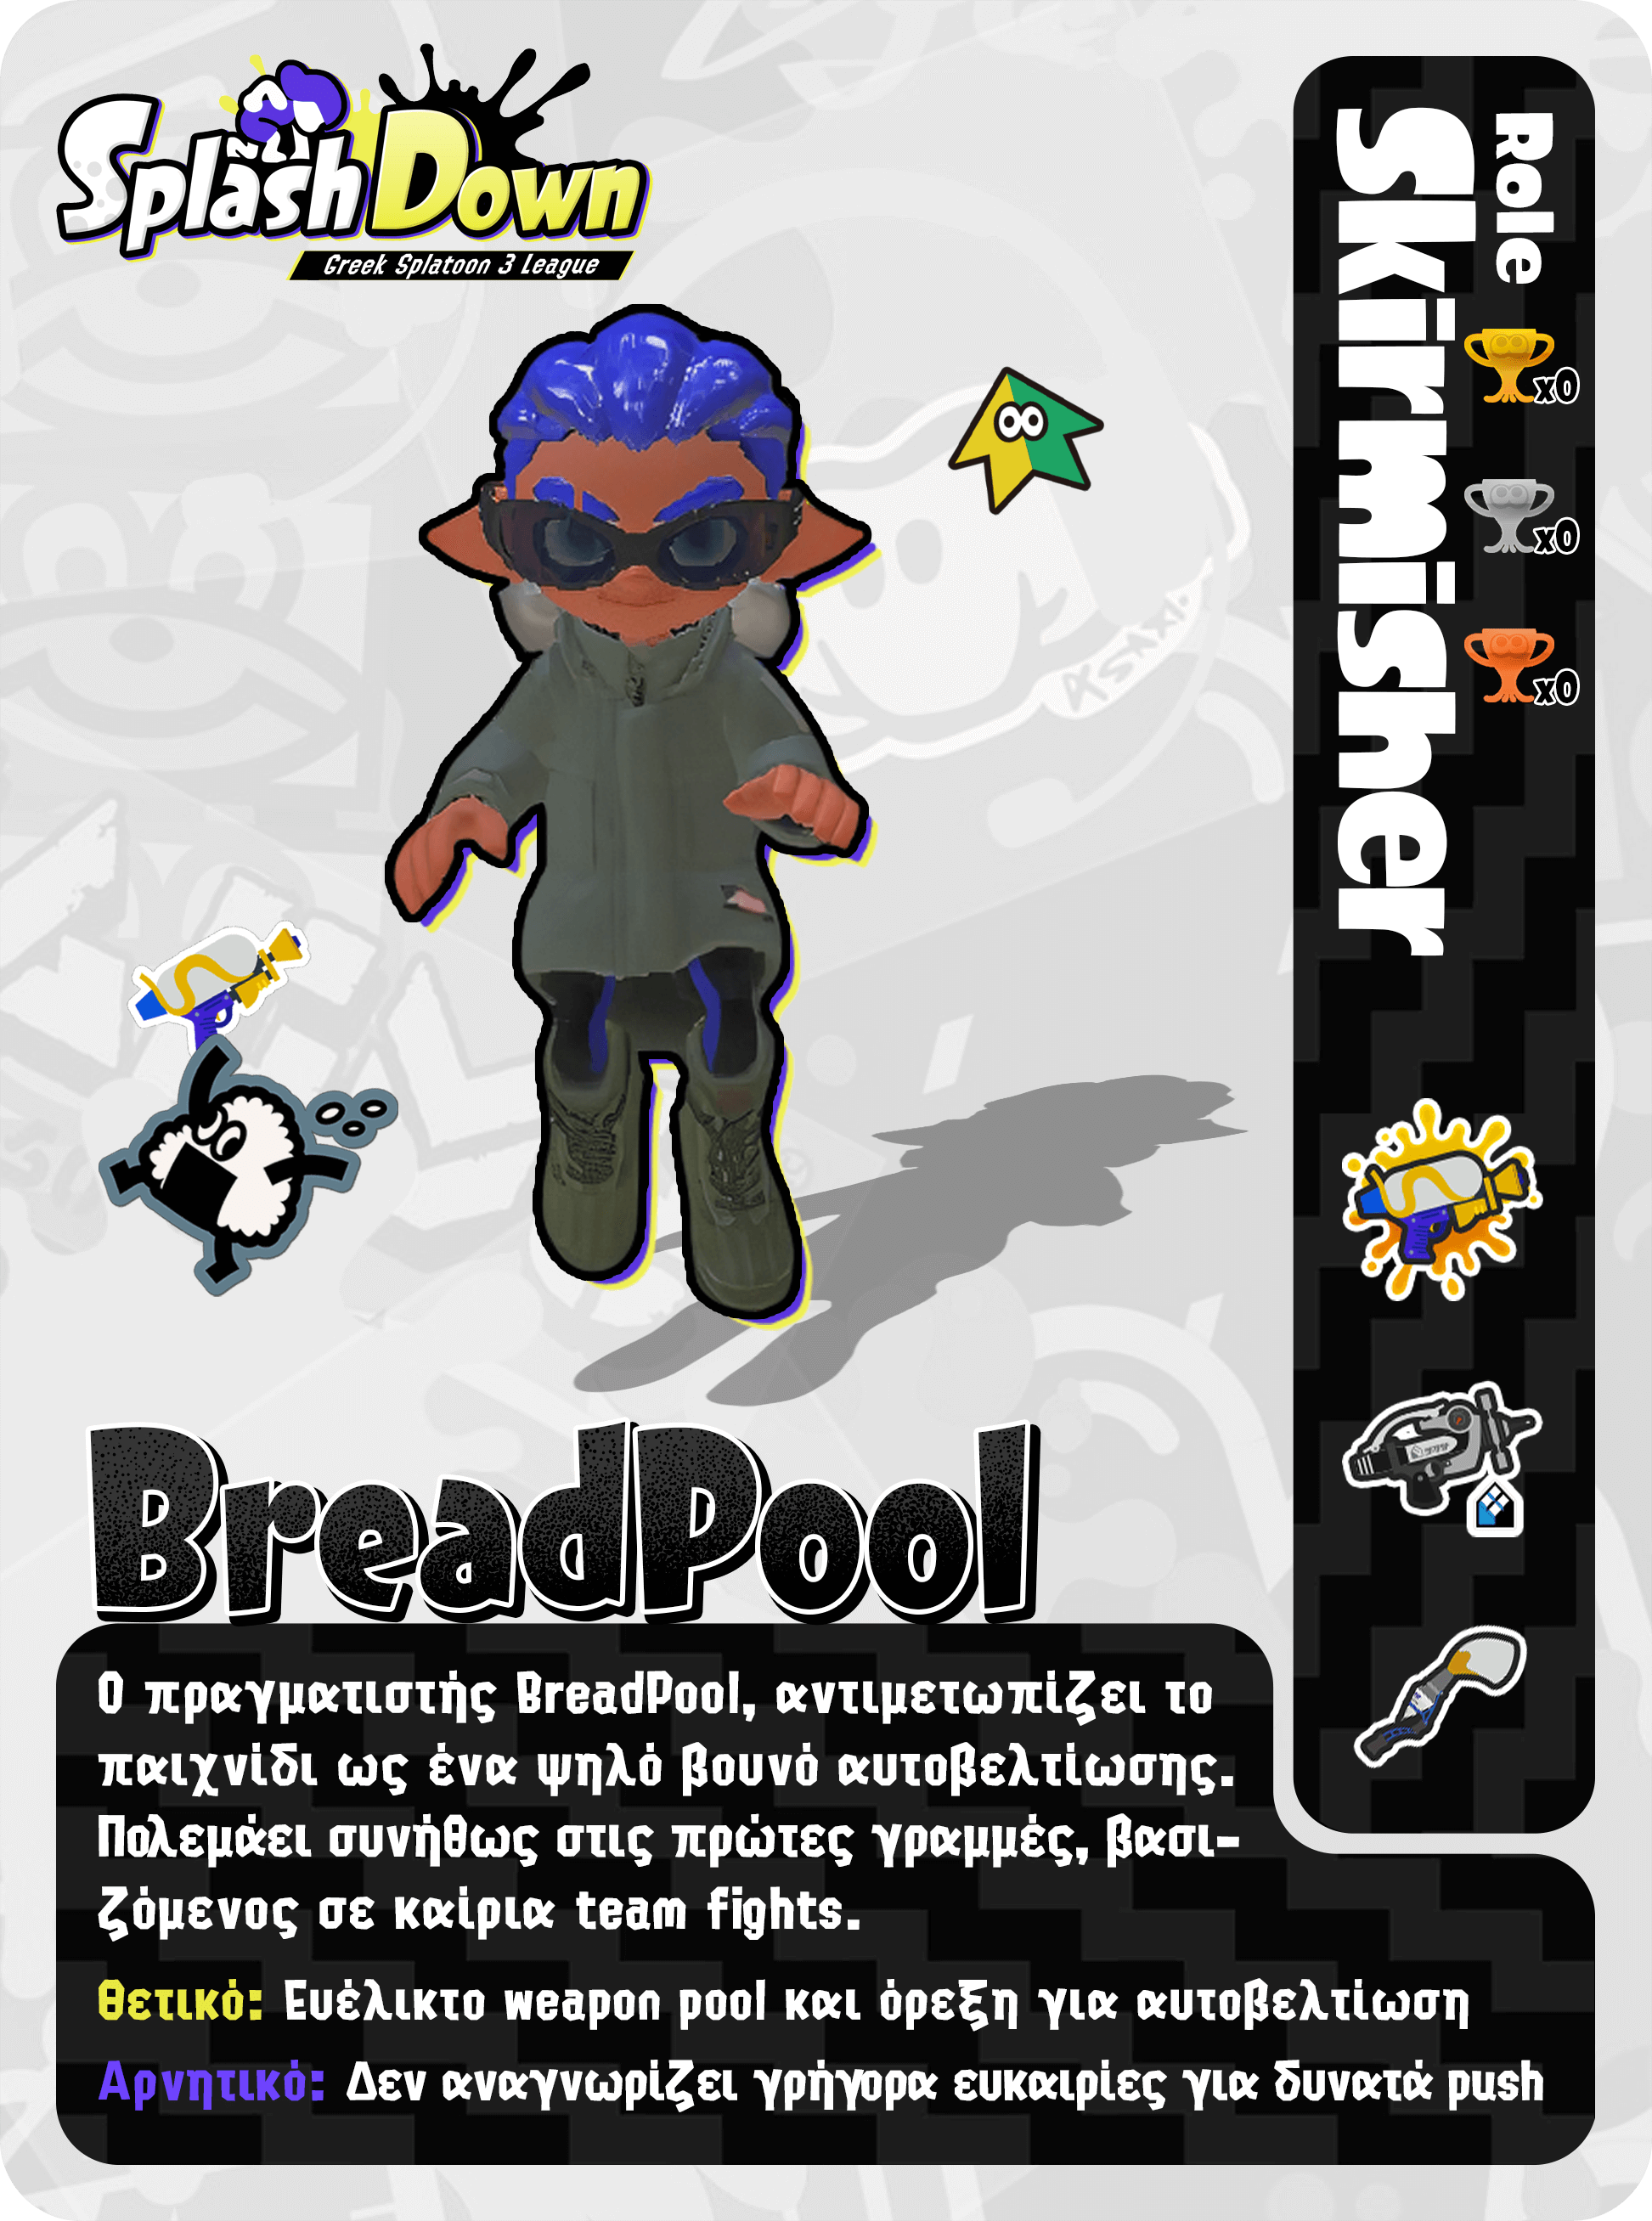 Splash Down
Greek Splatoon 3 League
Role
Skirmisher
x0
x0
x0
BreadPool
Ο πραγματιστής BreadPool, αντιμετωπίζει το
παιχνίδι ως ένα ψηλό βουνό αυτοβελτίωσης.
Πολεμάει συνήθως στις πρώτες γραμμές, βασι-
ζόμενος σε καίρια team fights.
Θετικό: Ευέλικτο weapon pool και όρεξη για αυτοβελτίωση
Αρνητικό: Δεν αναγνωρίζει γρήγορα ευκαιρίες για δυνατά push